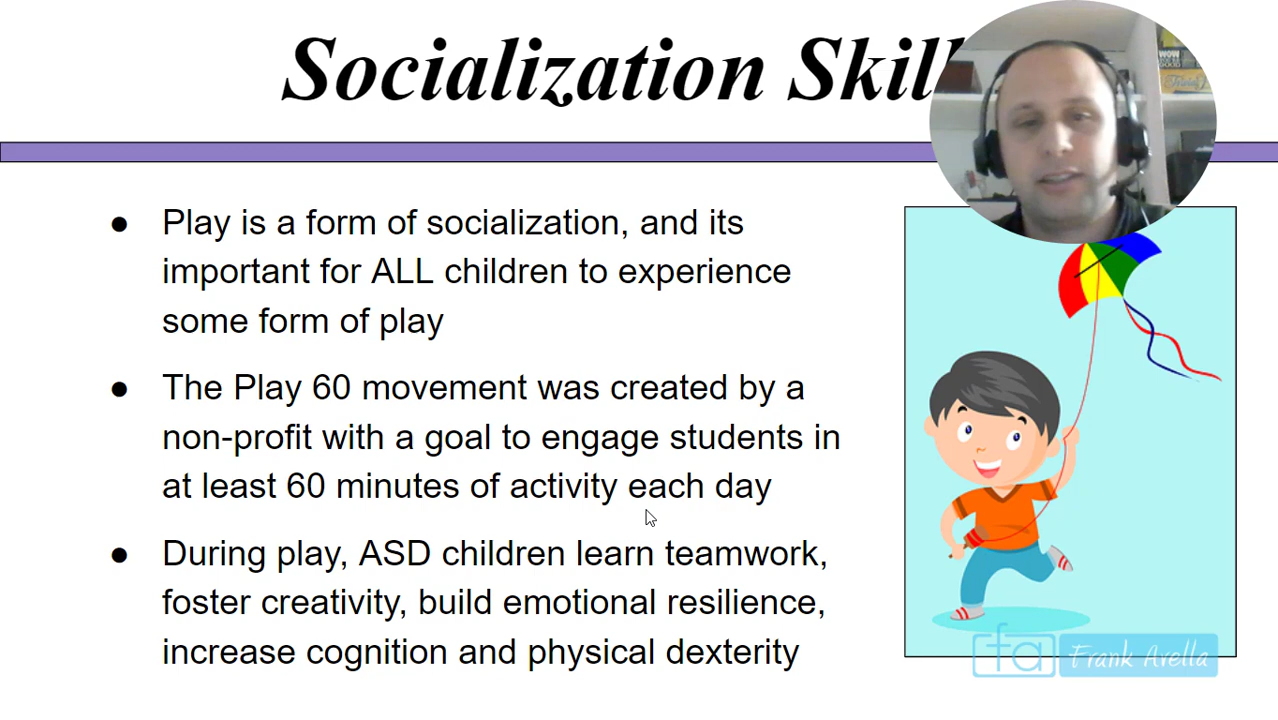 Socialization Skill
WOW
● Play is a form of socialization, and its
important for ALL children to experience
some form of play
● The Play 60 movement was created by a
non-profit with a goal to engage students in
at least 60 minutes of activity each day
● During play, ASD children learn teamwork,
foster creativity, build emotional resilience,
increase cognition and physical dexterity
fa Frank Avella